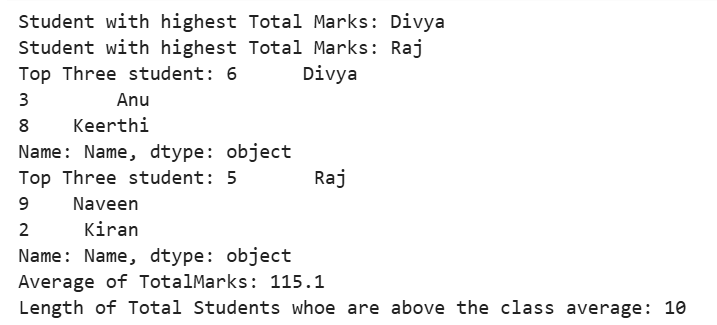 Student with highest Total Marks: Divya
Student with highest Total Marks: Raj
Top Three student: 6      Divya
3        Anu
8    Keerthi
Name: Name, dtype: object
Top Three student: 5       Raj
9    Naveen
2     Kiran
Name: Name, dtype: object
Average of TotalMarks: 115.1
Length of Total Students whoe are above the class average: 10